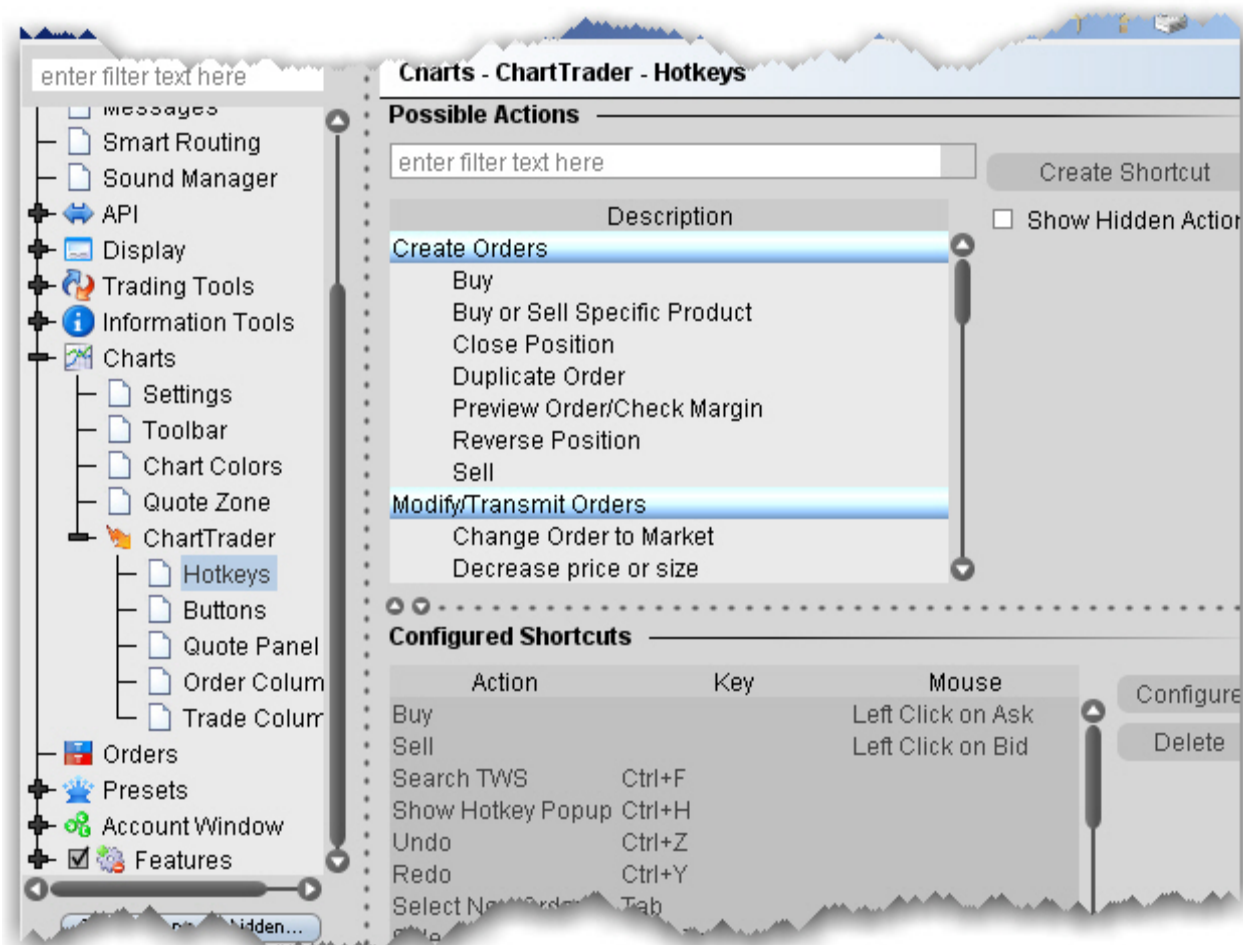 enter filter text here
Messages
Smart Routing
Sound Manager
API
Display
Trading Tools
Information Tools
Charts
Settings
Toolbar
Chart Colors
Quote Zone
ChartTrader
Hotkeys
Buttons
Quote Panel
Order Colum
Trade Colum
Orders
Presets
Account Window
Features
Charts - ChartTrader - Hotkeys
Possible Actions
enter filter text here
Create Shortcut
Show Hidden Action
Description
Create Orders
Buy
Buy or Sell Specific Product
Close Position
Duplicate Order
Preview Order/Check Margin
Reverse Position
Sell
Modify/Transmit Orders
Change Order to Market
Decrease price or size
Configured Shortcuts
Action Key Mouse
Buy Left Click on Ask
Sell Left Click on Bid
Search TWS Ctrl+F
Show Hotkey Popup Ctrl+H
Undo Ctrl+Z
Redo Ctrl+Y
Select Tab
Configure
Delete